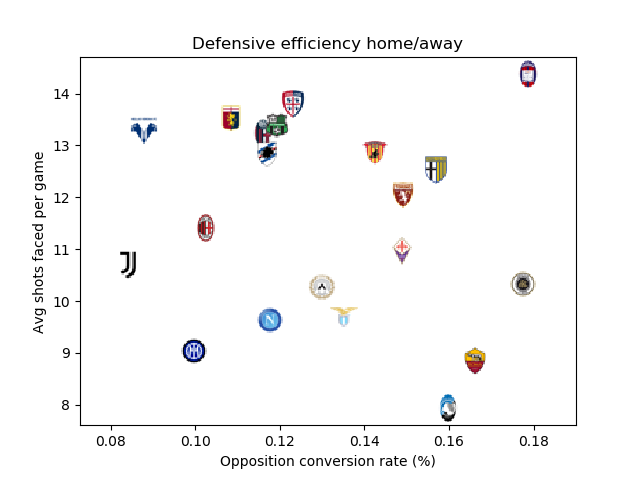 Defensive efficiency home/away
Avg shots faced per game
14
13
12
11
10
9
8
0.08 0.10 0.12 0.14 0.16 0.18
Opposition conversion rate (%)